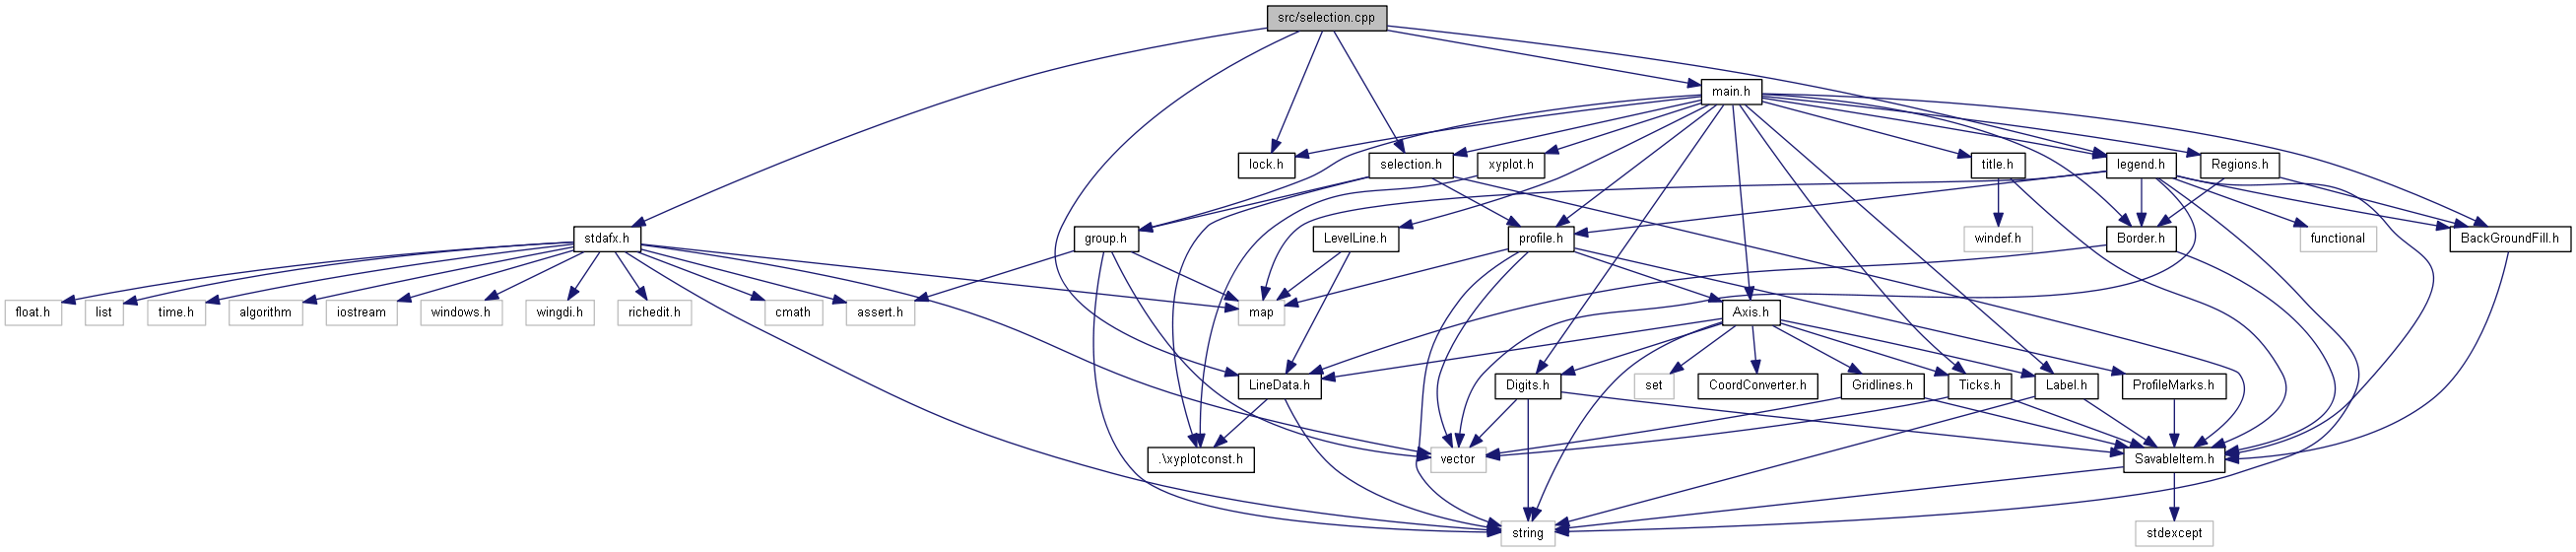 src/selection.cpp
main.h
lock.h
selection.h
xyplot.h
title.h
legend.h
Regions.h
stdafx.h
group.h
LevelLine.h
profile.h
windef.h
Border.h
functional
BackGroundFill.h
float.h
list
time.h
algorithm
iostream
windows.h
wingdi.h
richedit.h
cmath
assert.h
map
Axis.h
LineData.h
Digits.h
set
CoordConverter.h
Gridlines.h
Ticks.h
Label.h
ProfileMarks.h
.\xyplotconst.h
vector
SavableItem.h
string
stdexcept